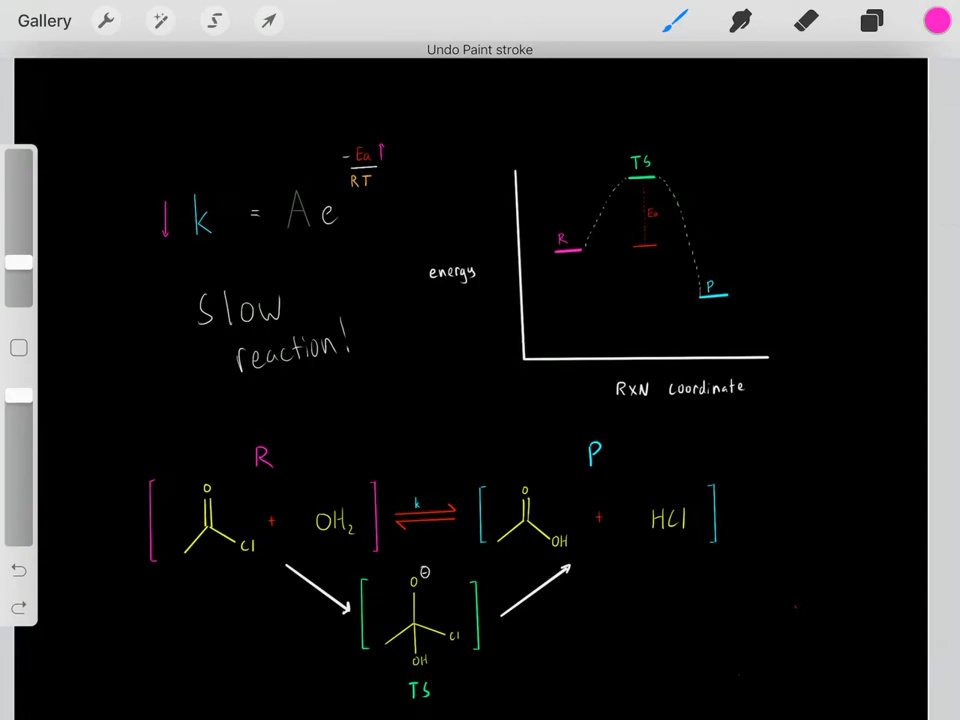 Gallery
Undo Paint stroke
k = Ae -Ea/RT
slow
reaction!
energy
TS
Ea
R
P
RXN coordinate
R
P
O
Cl
+
OH2
k
O
OH
+
HCl
O ⊖
Cl
OH
TS